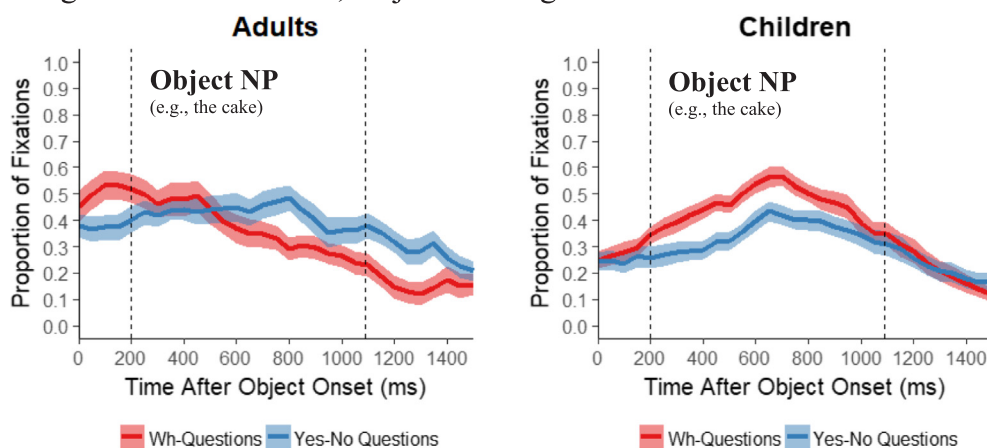 Adults
Object NP
(e.g., the cake)
Proportion of Fixations
1.0
0.9
0.8
0.7
0.6
0.5
0.4
0.3
0.2
0.1
0.0
0 200 400 600 800 1000 1200 1400
Time After Object Onset (ms)
Wh-Questions Yes-No Questions
Children
Object NP
(e.g., the cake)
Proportion of Fixations
1.0
0.9
0.8
0.7
0.6
0.5
0.4
0.3
0.2
0.1
0.0
0 200 400 600 800 1000 1200 1400
Time After Object Onset (ms)
Wh-Questions Yes-No Questions